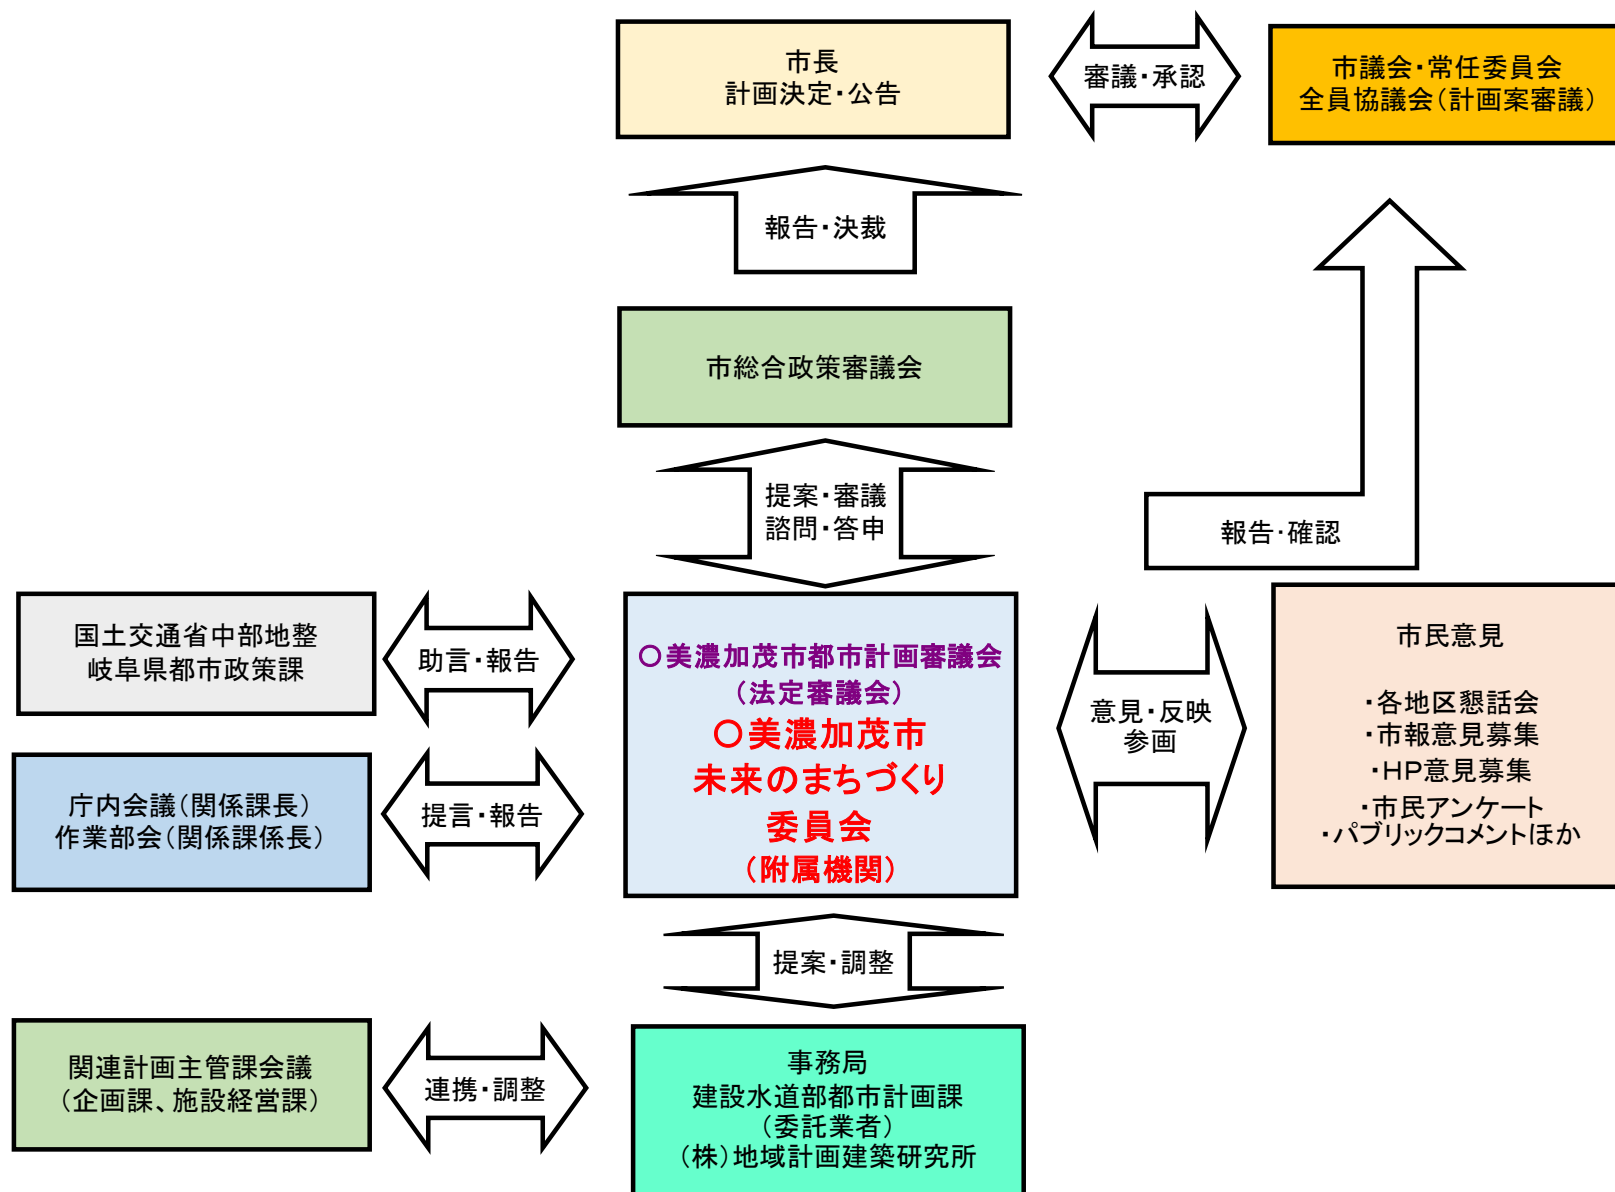 市長
計画決定・公告
審議・承認
市議会・常任委員会
全員協議会（計画案審議）
報告・決裁
市総合政策審議会
提案・審議
諮問・答申
報告・確認
国土交通省中部地整
岐阜県都市政策課
助言・報告
○美濃加茂市都市計画審議会
（法定審議会）
○美濃加茂市
未来のまちづくり
委員会
（附属機関）
意見・反映
参画
市民意見
・各地区懇話会
・市報意見募集
・HP意見募集
・市民アンケート
・パブリックコメントほか
庁内会議（関係課長）
作業部会（関係課係長）
提言・報告
提案・調整
関連計画主管課会議
（企画課、施設経営課）
連携・調整
事務局
建設水道部都市計画課
（委託業者）
（株）地域計画建築研究所